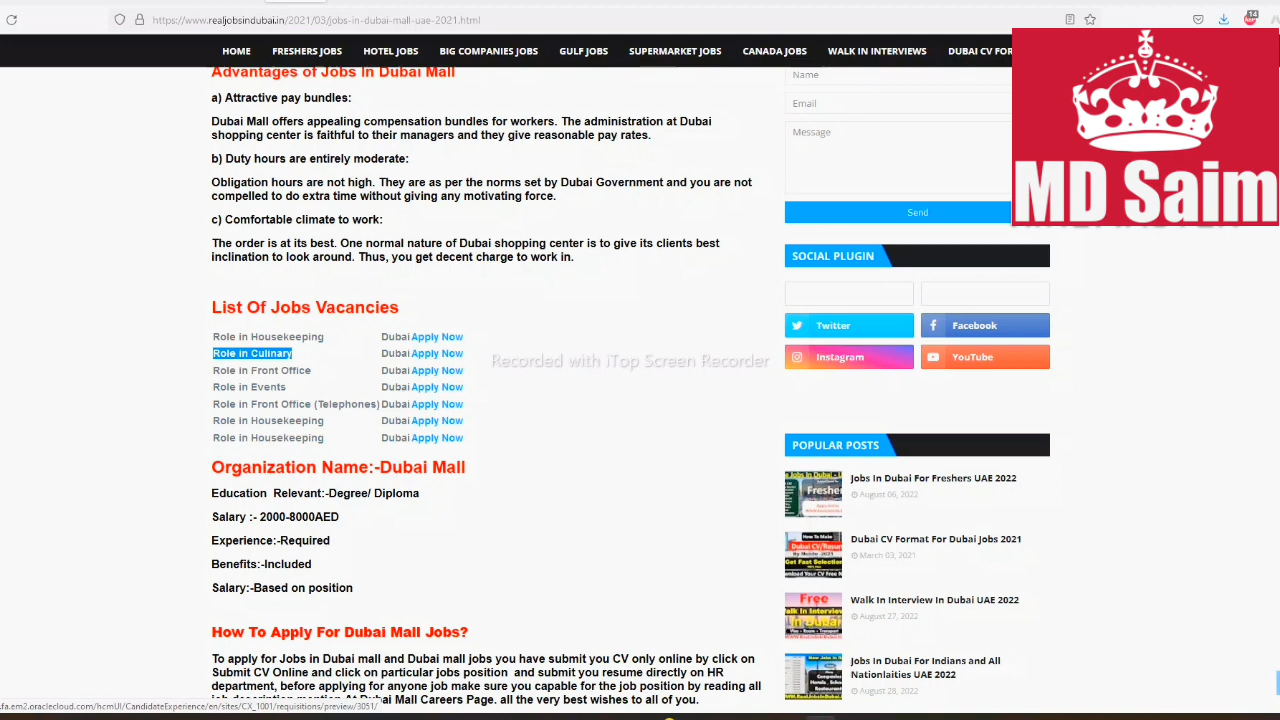 https://www.realjobsindubai.in/2021/03/jobs-in-dubai-mall-uae-2021.html
14
HOME FRESHERS JOBS HOTEL JOBS BIG COMPANIES JOBS GULF JOBS SUPERMARKET JOBS CANADA JOBS WALK IN INTERVIEWS DUBAI CV FOR
MD Saim
Advantages of Jobs In Dubai Mall
a) Attractive pay bundles:
Dubai Mall offers appealing compensation bundles for workers. The administration at Dubai
shopping center is faithful to their managers and they give reasonable pay rates.
b) Duty hours are entirely moderate:
Obligation hours are not high. They are as per the norms set by Dubai Government and you are not
compelled to do extra time without giving any motivating force.
c) Comfortable climate to work:
The order is at its best. One normal nature of Dubai shopping center is to give its clients best
inclination to look around. Thus, you get decent charge to work in.
List Of Jobs Vacancies
Role in Housekeeping Dubai Apply Now
Role in Culinary Dubai Apply Now
Role in Front Office Dubai Apply Now
Role in Events Dubai Apply Now
Role in Front Office (Telephones) Dubai Apply Now
Role in Housekeeping Dubai Apply Now
Role in Housekeeping Dubai Apply Now
Recorded with iTop Screen Recorder
Organization Name:-Dubai Mall
Education Relevant:-Degree/ Diploma
Salary :- 2000-8000AED
Experience:-Required
Benefits:-Included
Salary:-Based on position
How To Apply For Dubai Mall Jobs?
To apply for Jobs in Dubai mall and Dubai mall jobs you have submit you CV only online by click on
Submit CV Online and click on particular jobs position and submit you resume directly on HR
department, before applying for anyone job make sure you capable for the job position by reading all
Mall Careers Page. all the very best wishes to all of you.
.fa.em2.oraclecloud.com/hcmUI/CandidateExperience/en/sites/CX_1001/requisitions/preview/3051/
Name
Email
Message
Send
SOCIAL PLUGIN
Twitter Facebook
Instagram YouTube
POPULAR POSTS
Jobs In Dubai For Freshers UAE 2022
August 06, 2022
Dubai CV Format For Dubai Jobs 2021
March 03, 2021
Walk In Interview In Dubai UAE 2022
August 27, 2022
Jobs In Dubai For Indians and All
Nationlaities UAE 2022
August 28, 2022